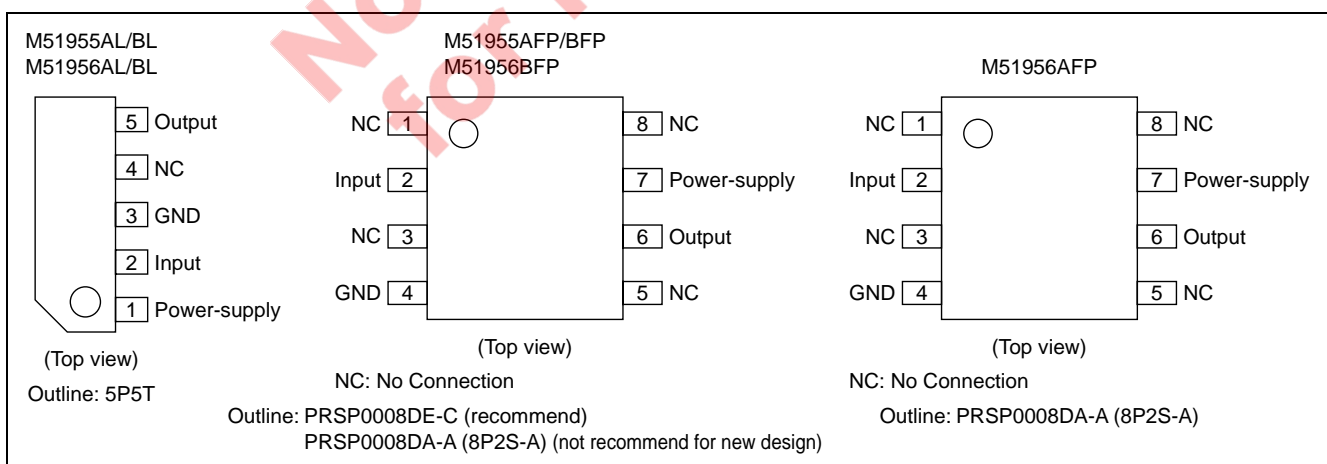 M51955AL/BL
M51956AL/BL
5 Output
4 NC
3 GND
2 Input
1 Power-supply
(Top view)
Outline: 5P5T
M51955AFP/BFP
M51956BFP
NC 1
8 NC
Input 2
7 Power-supply
NC 3
6 Output
GND 4
5 NC
(Top view)
NC: No Connection
Outline: PRSP0008DE-C (recommend)
PRSP0008DA-A (8P2S-A) (not recommend for new design)
M51956AFP
NC 1
8 NC
Input 2
7 Power-supply
NC 3
6 Output
GND 4
5 NC
(Top view)
NC: No Connection
Outline: PRSP0008DA-A (8P2S-A)
for